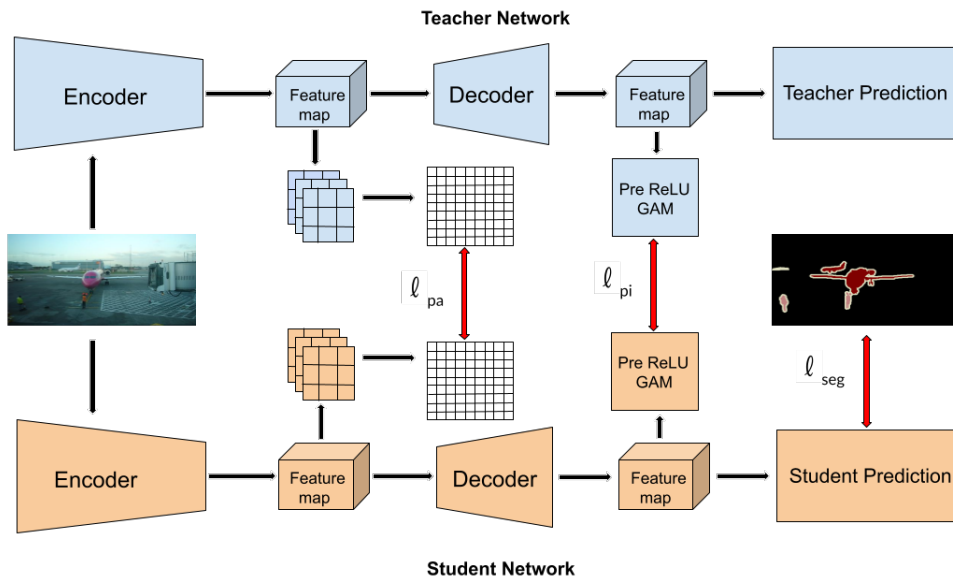 Teacher Network
Encoder
Feature
map
Decoder
Feature
map
Teacher Prediction
Pre ReLU
GAM
ℓ pa
ℓ pi
Pre ReLU
GAM
ℓ seg
Encoder
Feature
map
Decoder
Feature
map
Student Prediction
Student Network